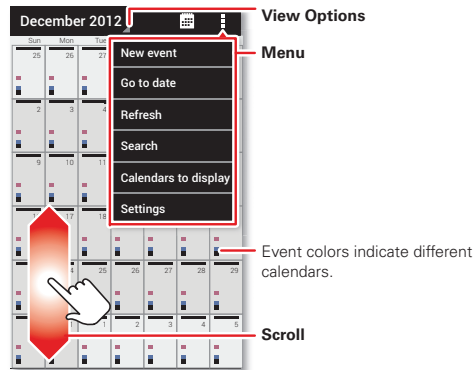 December 2012
View Options
Menu
Sun Mon Tue
New event
Go to date
Refresh
Search
Calendars to display
Settings
25 26 27
2 3 4
9 10 11
17 18
25 26 27 28 29
1 1 2 3 4 5
Event colors indicate different
calendars.
Scroll